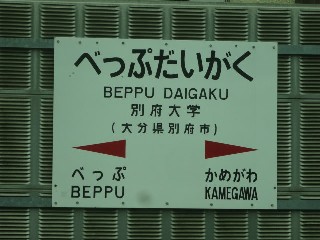 べっぷだいがく
BEPPU DAIGAKU
別府大学
(大分県別府市)
べっぷ かめがわ
BEPPU KAMEGAWA